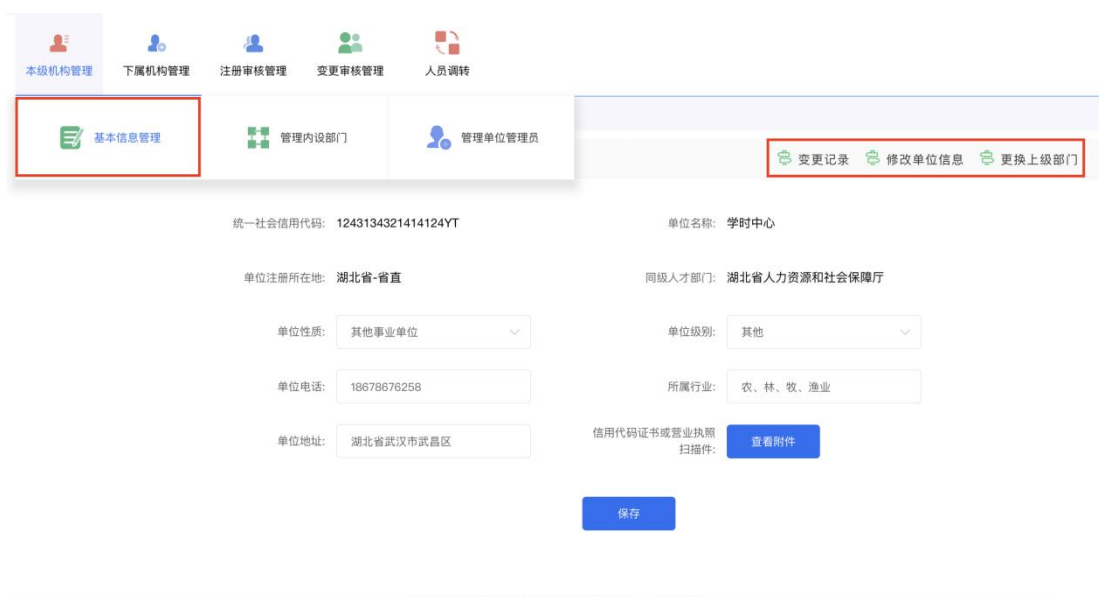 本级机构管理 下属机构管理 注册审核管理 变更审核管理 人员调转
基本信息管理 管理内设部门 管理单位管理员
变更记录 修改单位信息 更换上级部门
统一社会信用代码: 1243134321414124YT 单位名称: 学时中心
单位注册所在地: 湖北省-省直 同级人才部门: 湖北省人力资源和社会保障厅
单位性质: 其他事业单位 单位级别: 其他
单位电话: 18678676258 所属行业: 农、林、牧、渔业
单位地址: 湖北省武汉市武昌区 信用代码证书或营业执照
扫描件: 查看附件
保存